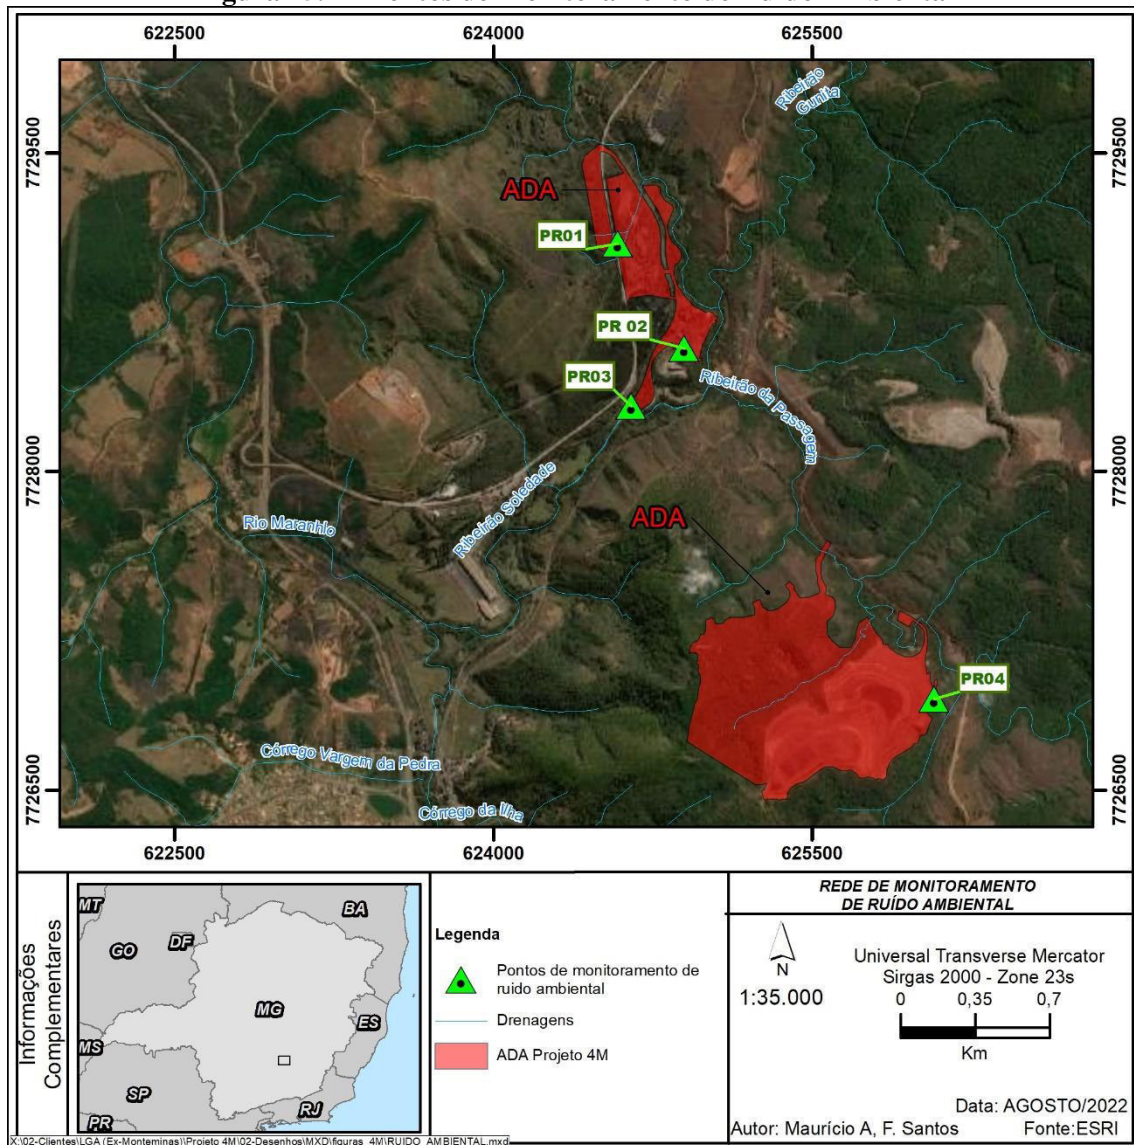 622500 624000 625500
Ribeirão
Gunita
7729500 7729500
ADA
PR01
PR 02
PR03
Ribeirão da Passagem
7728000 7728000
Ribeirão Soledade
ADA
Rio Maranhlo
PR04
Córrego Vargem da Pedra
Córrego da Ilha
7726500 7726500
622500 624000 625500
Informações
Complementares
MT
BA
GO
DF
MG
ES
MS
SP
RJ
PR
Legenda
Pontos de monitoramento de
ruido ambiental
Drenagens
ADA Projeto 4M
REDE DE MONITORAMENTO
DE RUÍDO AMBIENTAL
N
1:35.000
Universal Transverse Mercator
Sirgas 2000 - Zone 23s
0 0,35 0,7
Km
Data: AGOSTO/2022
Autor: Maurício A, F. Santos Fonte:ESRI
X:\02-Clientes\LGA (Ex-Monteminas)\Projeto 4M\02-Desenhos\MXD\figuras_4M\RUIDO_AMBIENTAL.mxd